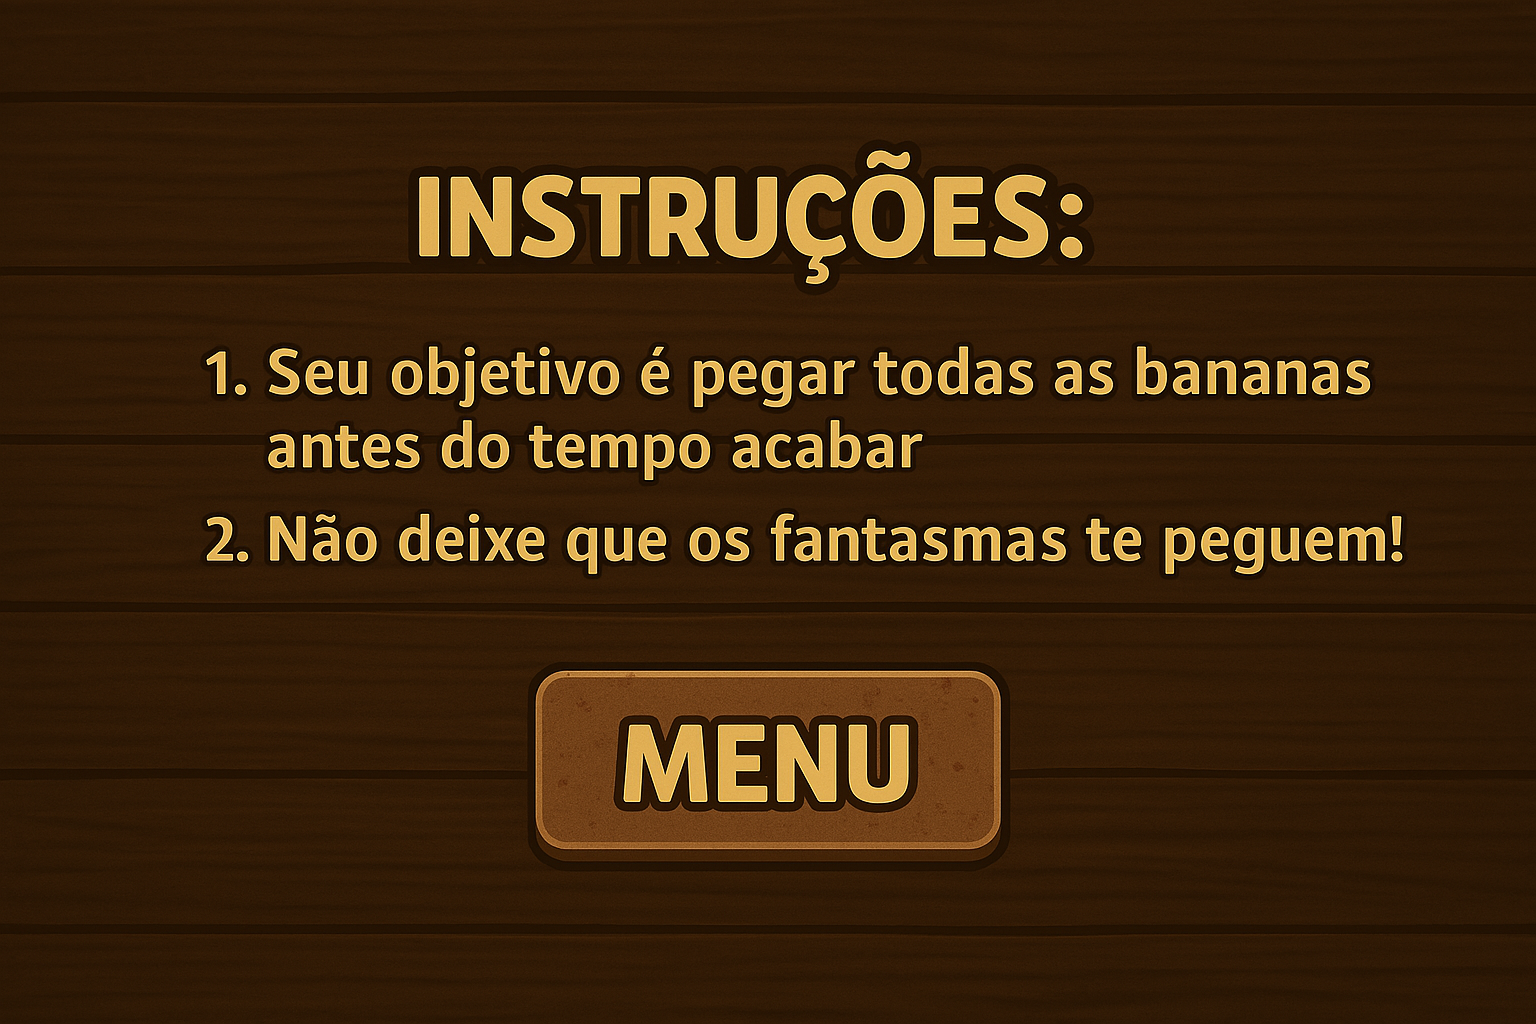 INSTRUÇÕES:
1. Seu objetivo é pegar todas as bananas
antes do tempo acabar
2. Não deixe que os fantasmas te peguem!
MENU